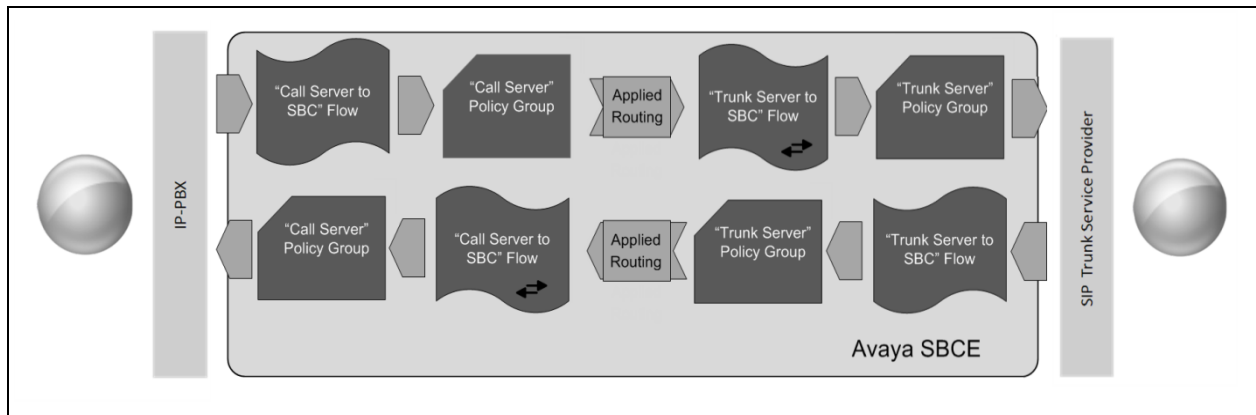 IP-PBX
“Call Server to
SBC” Flow
“Call Server”
Policy Group
Applied
Routing
“Trunk Server to
SBC” Flow
“Trunk Server”
Policy Group
“Call Server”
Policy Group
“Call Server to
SBC” Flow
Applied
Routing
“Trunk Server”
Policy Group
“Trunk Server to
SBC” Flow
Avaya SBCE
SIP Trunk Service Provider